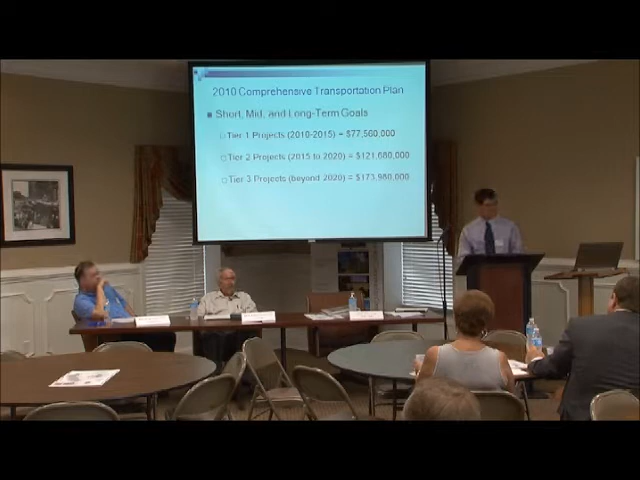 2010 Comprehensive Transportation Plan
Short, Mid, and Long-Term Goals
Tier 1 Projects (2010-2015) = $77,560,000
Tier 2 Projects (2015 to 2020) = $121,680,000
Tier 3 Projects (beyond 2020) = $173,980,000